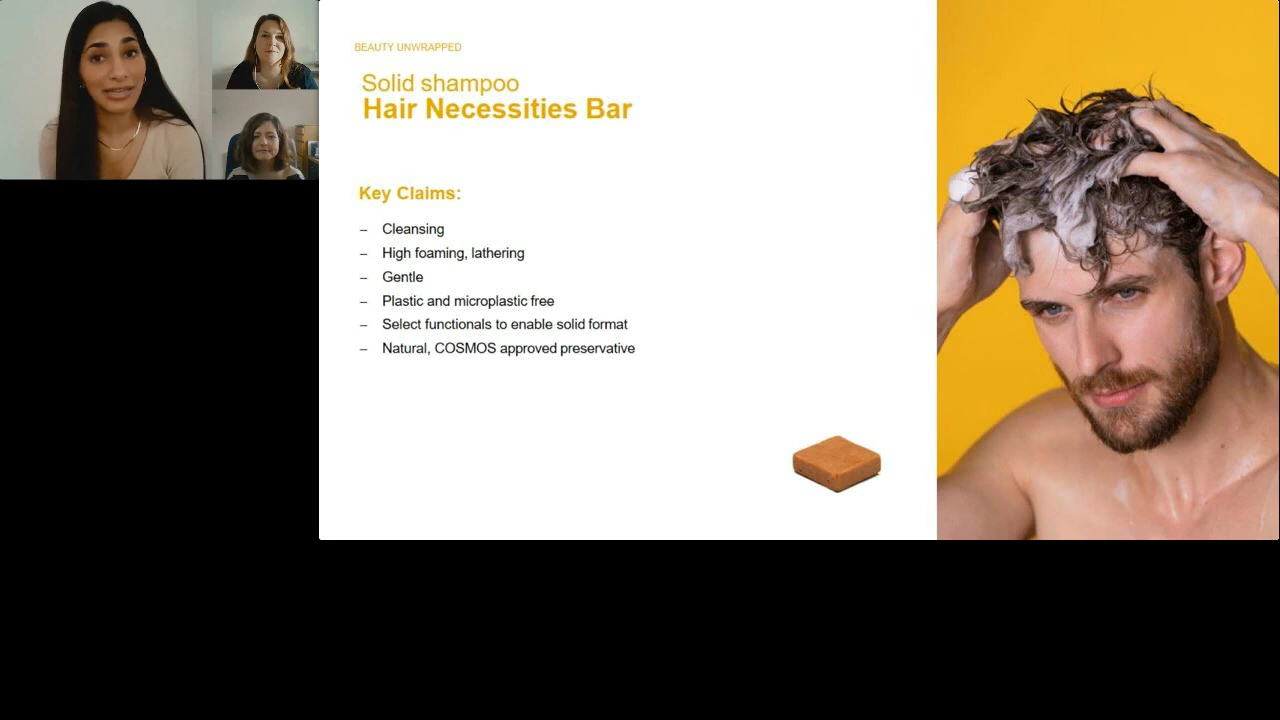 BEAUTY UNWRAPPED
Solid shampoo
Hair Necessities Bar
Key Claims:
– Cleansing
– High foaming, lathering
– Gentle
– Plastic and microplastic free
– Select functionals to enable solid format
– Natural, COSMOS approved preservative